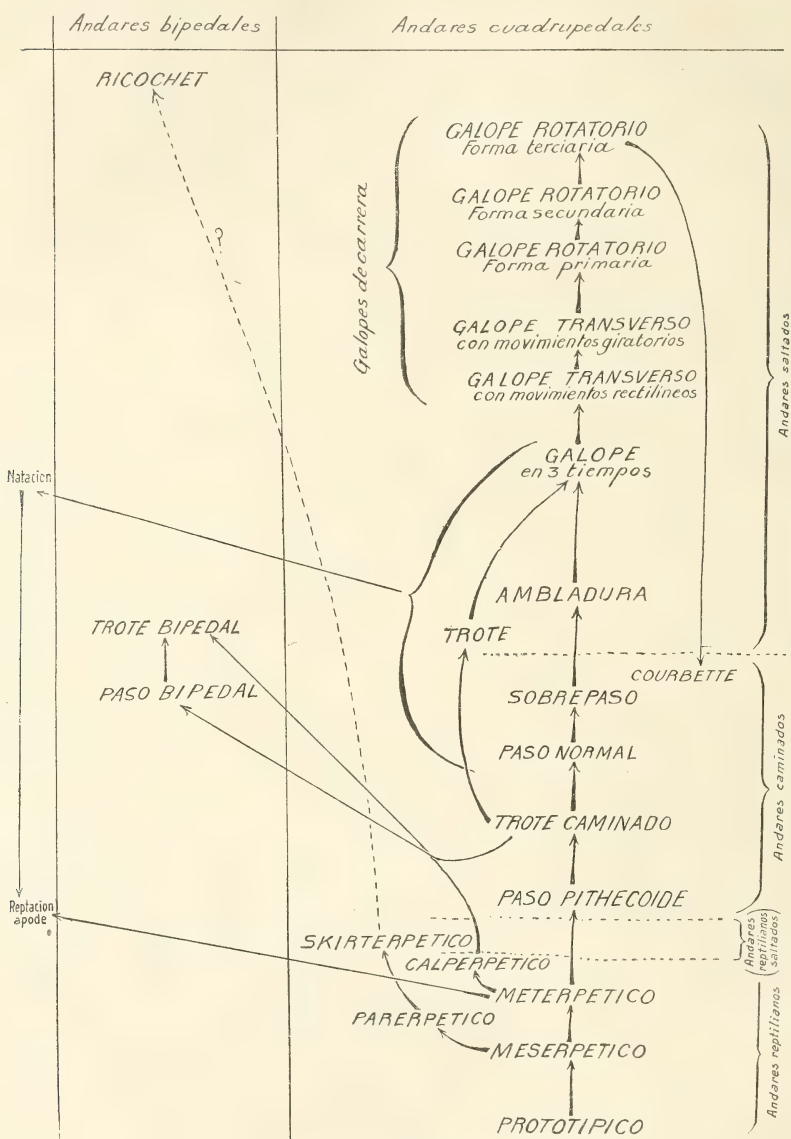 Andares bipedales
Andares cuadrupedales
RICOCHET
GALOPE ROTATORIO
Forma terciaria
GALOPE ROTATORIO
Forma secundaria
GALOPE ROTATORIO
Forma primaria
GALOPE TRANSVERSO
con movimientos giratorios
GALOPE TRANSVERSO
con movimientos rectilíneos
Galopes de carrera
?
Andares saltados
GALOPE
en 3 tiempos
Natacion
AMBLADURA
TROTE BIPEDAL
TROTE
COURBETTE
PASO BIPEDAL
SOBREPASO
PASO NORMAL
Andares caminados
TROTE CAMINADO
PASO PITHECOIDE
Reptacion
apode
SKIRTERPETICO
CALPERPETICO
(Andares
reptilianos
saltados)
METERPETICO
PARERPETICO
MESERPETICO
Andares reptilianos
PROTOTIPICO